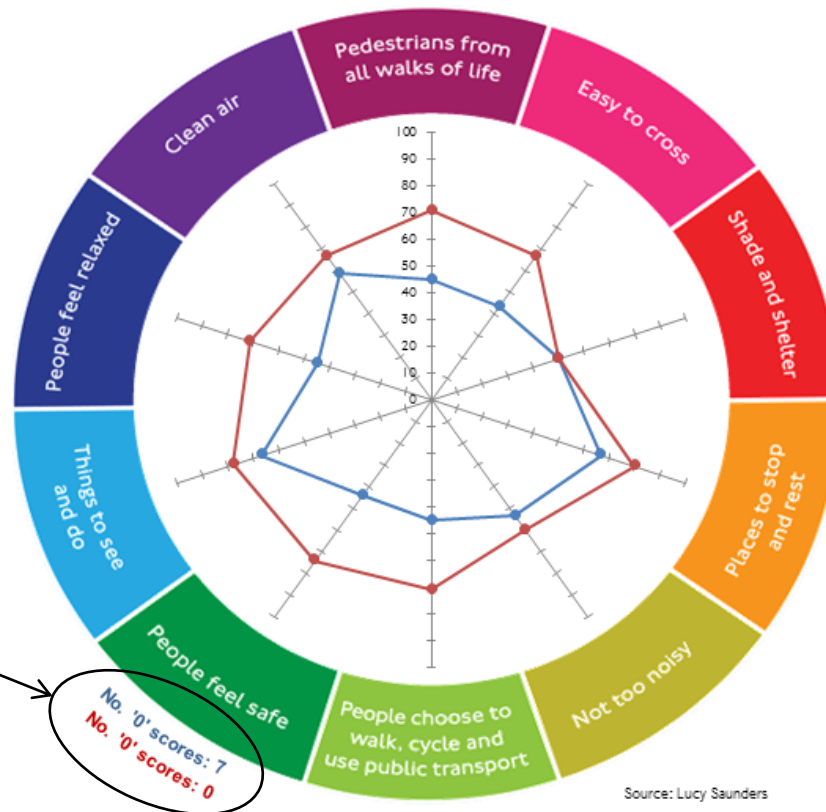 Pedestrians from
all walks of life
Easy to cross
Shade and shelter
Places to stop
and rest
Not too noisy
People choose to
walk, cycle and
use public transport
People feel safe
Things to see
and do
People feel relaxed
Clean air
100
90
80
70
60
50
40
30
20
10
0
No. '0' scores: 7
No. '0' scores: 0
Source: Lucy Saunders